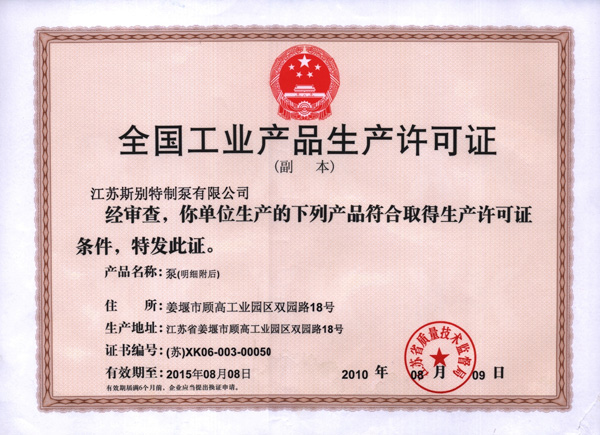 全国工业产品生产许可证
(副 本)
江苏斯别特制泵有限公司
经审查，你单位生产的下列产品符合取得生产许可证
条件，特发此证。
产品名称: 泵(明细附后)
住 所: 姜堰市顾高工业园区双园路18号
生产地址: 江苏省姜堰市顾高工业园区双园路18号
证书编号: (苏)XK06-003-00050
有效期至: 2015年08月08日
2010 年 08 月 09 日
有效期届满6个月前，企业应当提出换证申请。
江苏省质量技术监督局